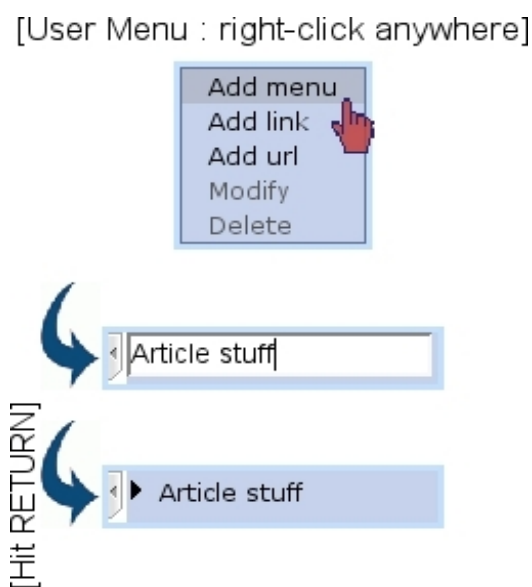 [User Menu : right-click anywhere]
Add menu
Add link
Add url
Modify
Delete
Article stuff
[Hit RETURN]
Article stuff